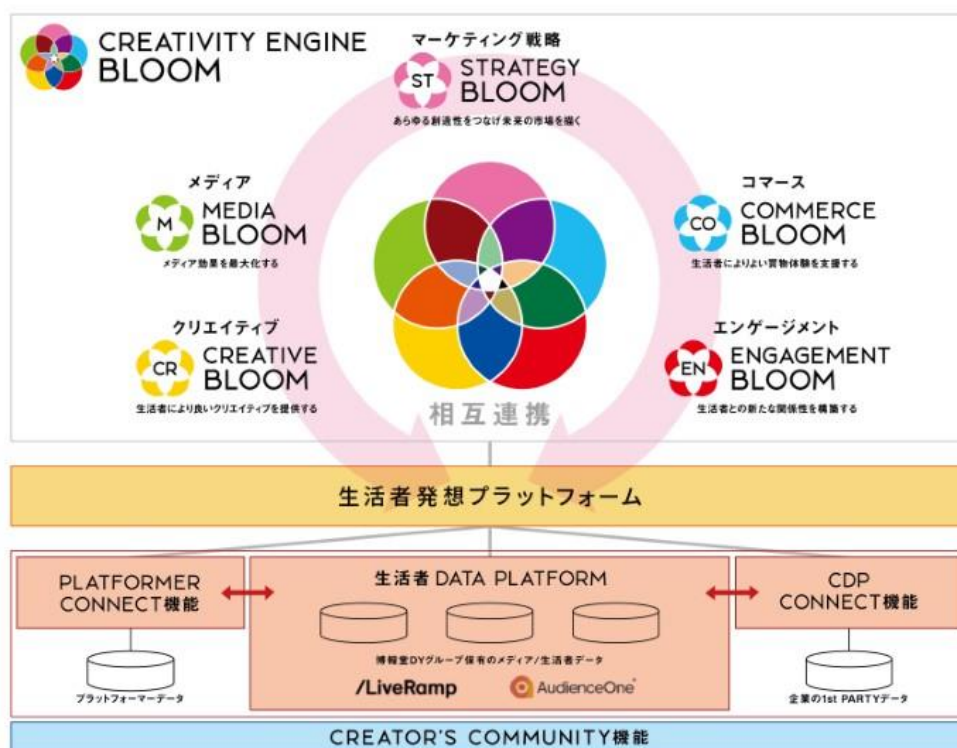 CREATIVITY ENGINE
BLOOM
マーケティング戦略
ST
STRATEGY
BLOOM
あらゆる創造性をつなげ未来の市場を描く
メディア
M
MEDIA
BLOOM
メディア効果を最大化する
コマース
CO
COMMERCE
BLOOM
生活者によりよい買物体験を支援する
クリエイティブ
CR
CREATIVE
BLOOM
生活者により良いクリエイティブを提供する
エンゲージメント
EN
ENGAGEMENT
BLOOM
生活者との新たな関係性を構築する
相互連携
生活者発想プラットフォーム
PLATFORMER
CONNECT機能
プラットフォーマーデータ
生活者 DATA PLATFORM
博報堂DYグループ保有のメディア/生活者データ
/LiveRamp
AudienceOne®
CDP
CONNECT機能
企業の1st PARTYデータ
CREATOR'S COMMUNITY機能